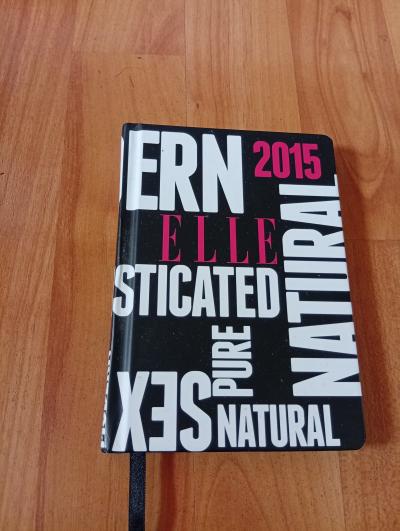 ERN
2015
ELLE
STICATED
NATURAL
PURE
SEX
NATURAL